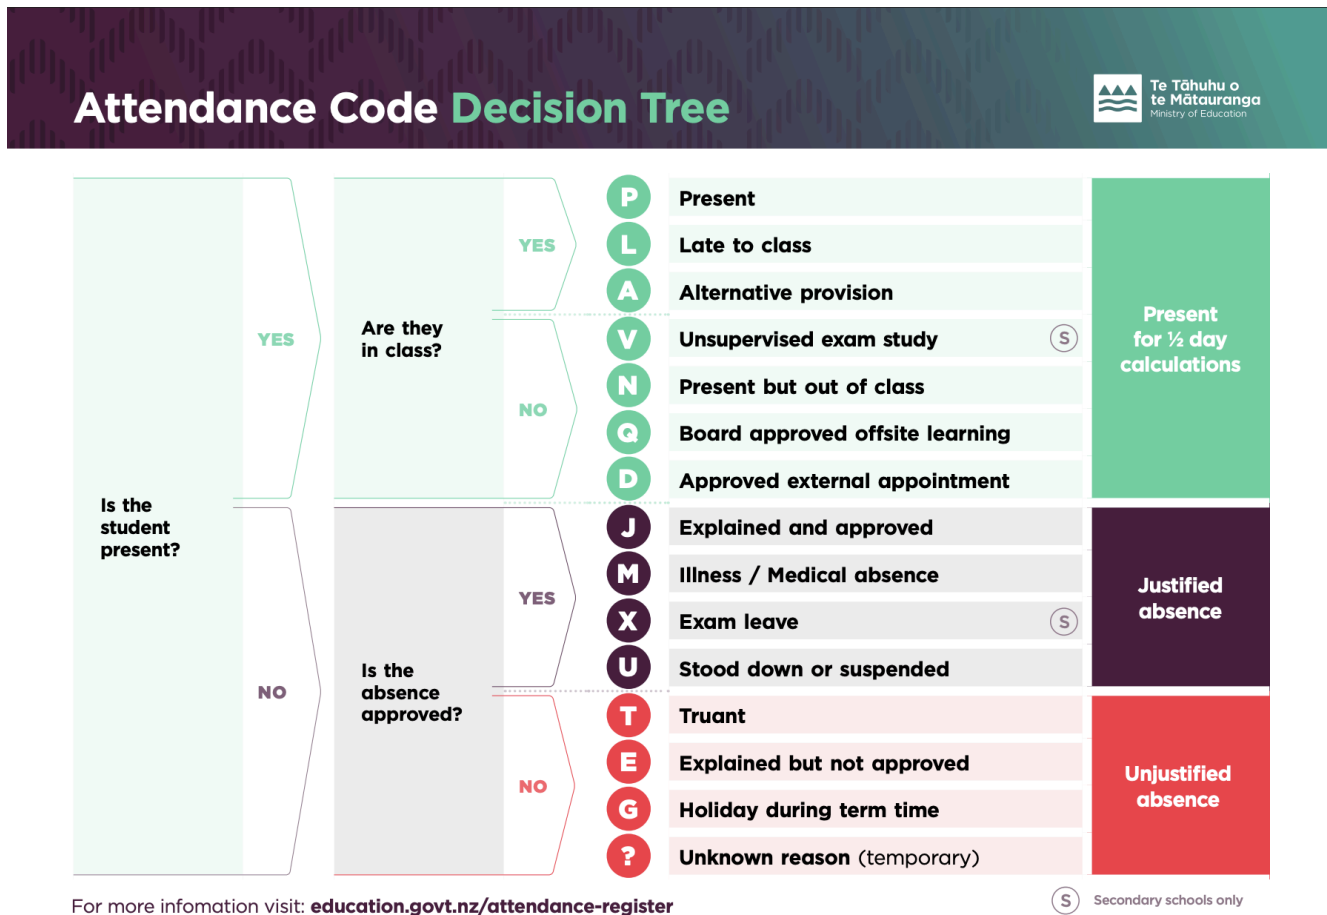 Attendance Code Decision Tree
Te Tāhuhu o
te Mātauranga
Ministry of Education
Is the
student
present?
YES
NO
Are they
in class?
YES
NO
Is the
absence
approved?
YES
NO
P Present
L Late to class
A Alternative provision
V Unsupervised exam study S
N Present but out of class
Q Board approved offsite learning
D Approved external appointment
J Explained and approved
M Illness / Medical absence
X Exam leave S
U Stood down or suspended
T Truant
E Explained but not approved
G Holiday during term time
? Unknown reason (temporary)
Present
for ½ day
calculations
Justified
absence
Unjustified
absence
For more infomation visit: education.govt.nz/attendance-register
S Secondary schools only